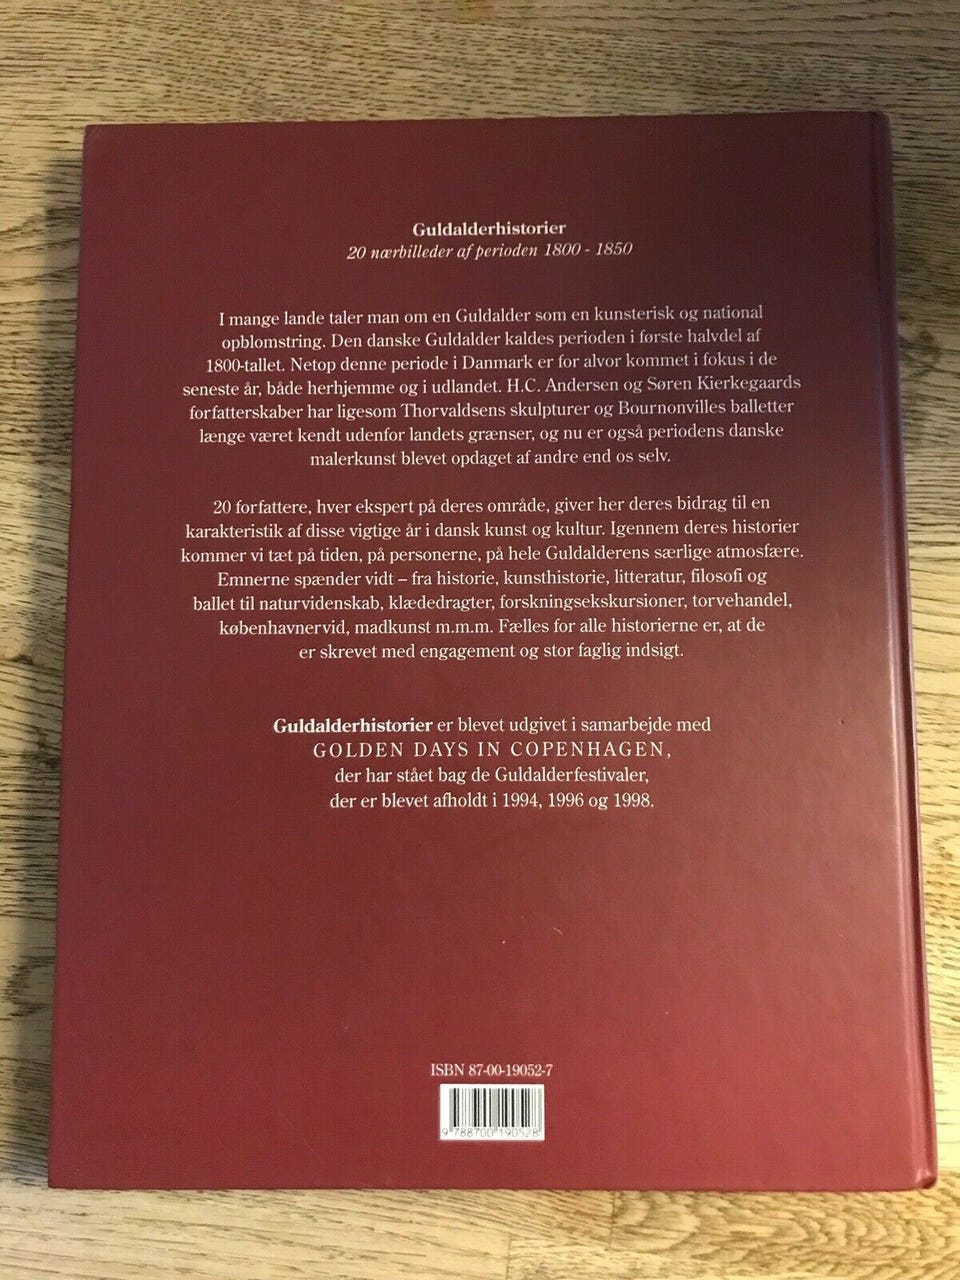 Guldalderhistorier
20 nærbilleder af perioden 1800 - 1850
I mange lande taler man om en Guldalder som en kunsterisk og national
opblomstring. Den danske Guldalder kaldes perioden i første halvdel af
1800-tallet. Netop denne periode i Danmark er for alvor kommet i fokus i de
seneste år, både herhjemme og i udlandet. H.C. Andersen og Søren Kierkegaards
forfatterskaber har ligesom Thorvaldsens skulpturer og Bournonvilles balletter
længe været kendt udenfor landets grænser, og nu er også periodens danske
malerkunst blevet opdaget af andre end os selv.
20 forfattere, hver ekspert på deres område, giver her deres bidrag til en
karakteristik af disse vigtige år i dansk kunst og kultur. Igennem deres historier
kommer vi tæt på tiden, på personerne, på hele Guldalderens særlige atmosfære.
Emnerne spænder vidt – fra historie, kunsthistorie, litteratur, filosofi og
ballet til naturvidenskab, klædedragter, forskningsekskursioner, torvehandel,
københavnervid, madkunst m.m.m. Fælles for alle historierne er, at de
er skrevet med engagement og stor faglig indsigt.
Guldalderhistorier er blevet udgivet i samarbejde med
GOLDEN DAYS IN COPENHAGEN,
der har stået bag de Guldalderfestivaler,
der er blevet afholdt i 1994, 1996 og 1998.
ISBN 87-00-19052-7
9 788700 190528